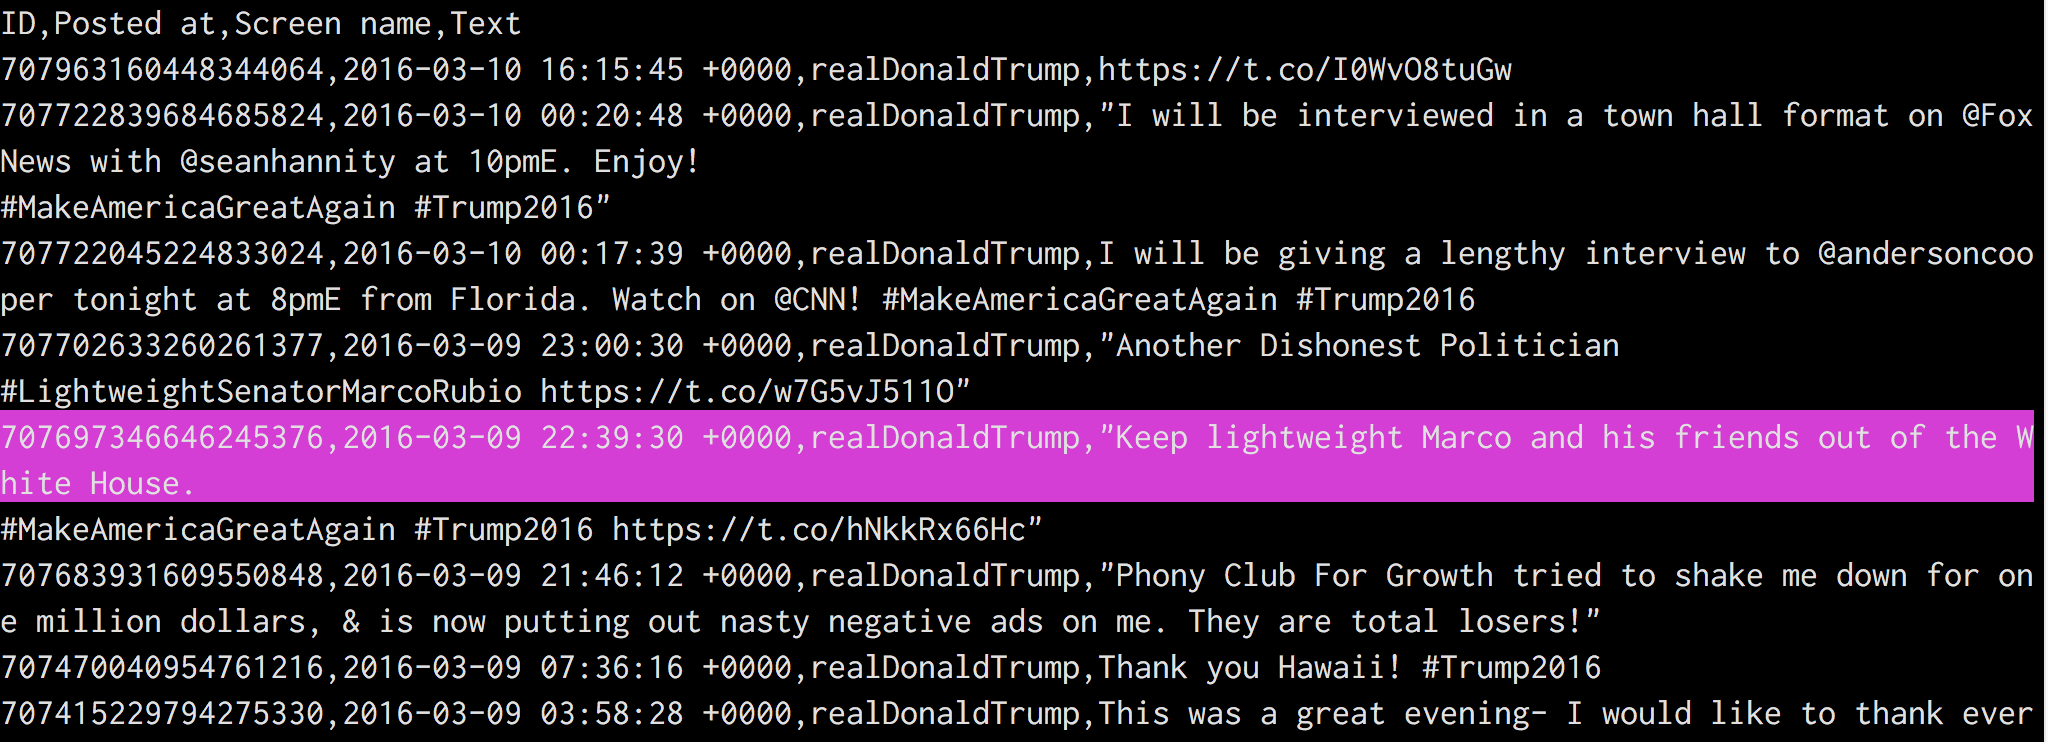 ID,Posted at,Screen name,Text
707963160448344064,2016-03-10 16:15:45 +0000,realDonaldTrump,https://t.co/I0WvO8tuGw
707722839684685824,2016-03-10 00:20:48 +0000,realDonaldTrump,"I will be interviewed in a town hall format on @Fox
News with @seanhannity at 10pmE. Enjoy!
#MakeAmericaGreatAgain #Trump2016"
707722045224833024,2016-03-10 00:17:39 +0000,realDonaldTrump,I will be giving a lengthy interview to @andersoncoo
per tonight at 8pmE from Florida. Watch on @CNN! #MakeAmericaGreatAgain #Trump2016
707702633260261377,2016-03-09 23:00:30 +0000,realDonaldTrump,"Another Dishonest Politician
#LightweightSenatorMarcoRubio https://t.co/w7G5vJ511O"
707697346646245376,2016-03-09 22:39:30 +0000,realDonaldTrump,"Keep lightweight Marco and his friends out of the W
hite House.
#MakeAmericaGreatAgain #Trump2016 https://t.co/hNkkRx66Hc"
707683931609550848,2016-03-09 21:46:12 +0000,realDonaldTrump,"Phony Club For Growth tried to shake me down for on
e million dollars, & is now putting out nasty negative ads on me. They are total losers!"
707470040954761216,2016-03-09 07:36:16 +0000,realDonaldTrump,Thank you Hawaii! #Trump2016
707415229794275330,2016-03-09 03:58:28 +0000,realDonaldTrump,This was a great evening- I would like to thank ever